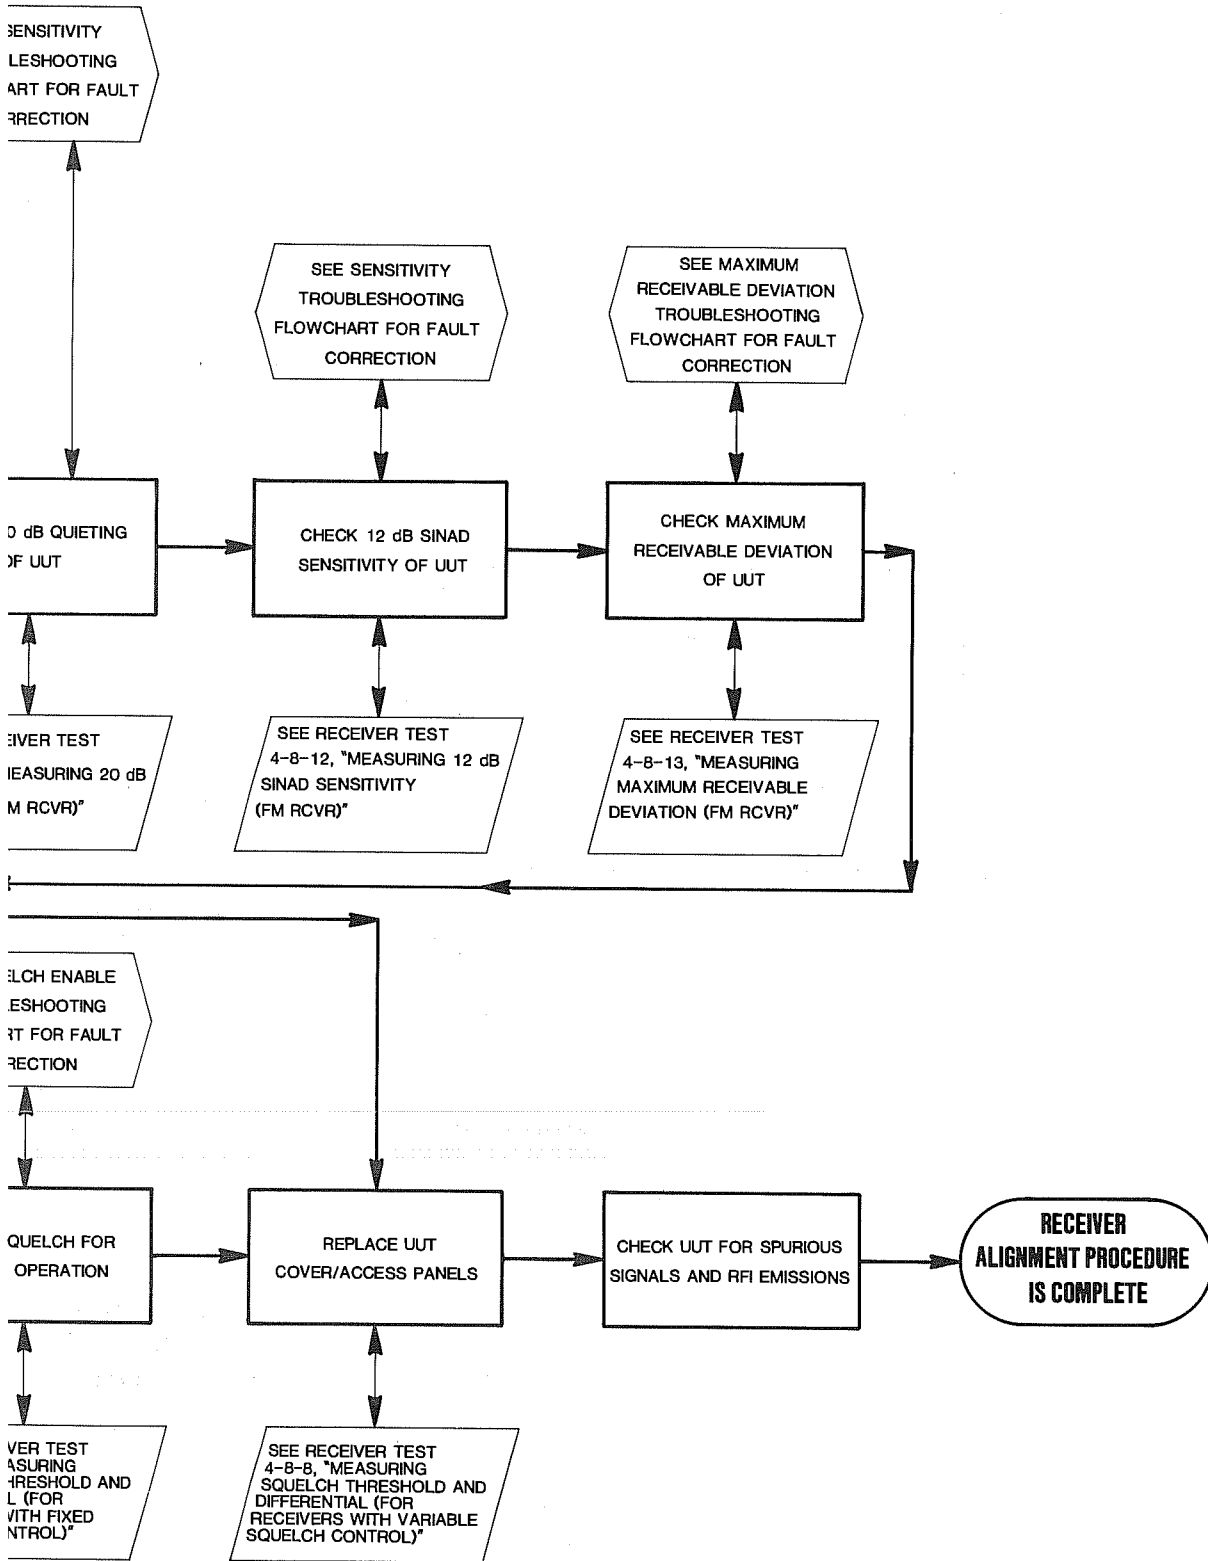 SENSITIVITY
LESHOOTING
ART FOR FAULT
RRECTION
SEE SENSITIVITY
TROUBLESHOOTING
FLOWCHART FOR FAULT
CORRECTION
SEE MAXIMUM
RECEIVABLE DEVIATION
TROUBLESHOOTING
FLOWCHART FOR FAULT
CORRECTION
0 dB QUIETING
OF UUT
CHECK 12 dB SINAD
SENSITIVITY OF UUT
CHECK MAXIMUM
RECEIVABLE DEVIATION
OF UUT
EIVER TEST
MEASURING 20 dB
M RCVR)"
SEE RECEIVER TEST
4-8-12, "MEASURING 12 dB
SINAD SENSITIVITY
(FM RCVR)"
SEE RECEIVER TEST
4-8-13, "MEASURING
MAXIMUM RECEIVABLE
DEVIATION (FM RCVR)"
ELCH ENABLE
LESHOOTING
RT FOR FAULT
RECTION
QUELCH FOR
OPERATION
REPLACE UUT
COVER/ACCESS PANELS
CHECK UUT FOR SPURIOUS
SIGNALS AND RFI EMISSIONS
RECEIVER
ALIGNMENT PROCEDURE
IS COMPLETE
VER TEST
ASURING
HRESHOLD AND
L (FOR
WITH FIXED
NTROL)"
SEE RECEIVER TEST
4-8-8, "MEASURING
SQUELCH THRESHOLD AND
DIFFERENTIAL (FOR
RECEIVERS WITH VARIABLE
SQUELCH CONTROL)"